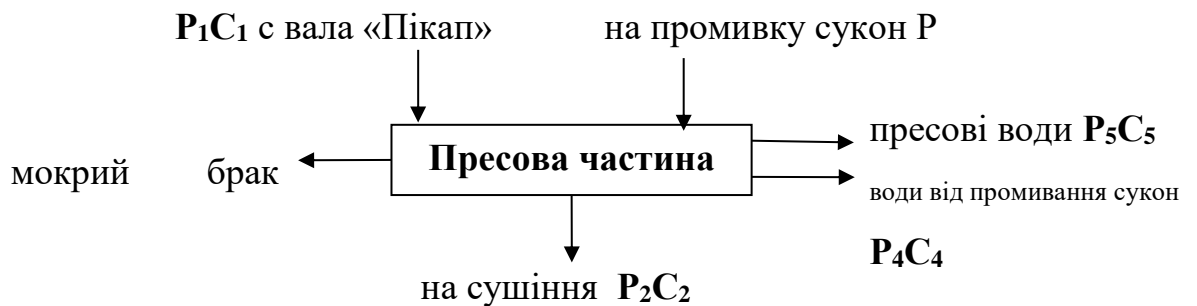 P₁C₁ с вала «Пікап» на промивку сукон P
пресові води P₅C₅
Пресова частина
мокрий брак
води від промивання сукон
P₄C₄
на сушіння P₂C₂